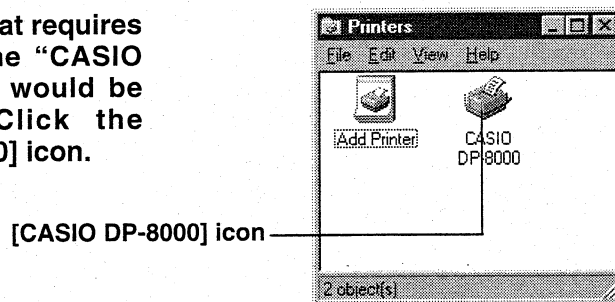 at requires
ne “CASIO
would be
Click the
0] icon.
[CASIO DP-8000] icon
Printers
File Edit View Help
Add Printer
CASIO
DP-8000
2 object(s)